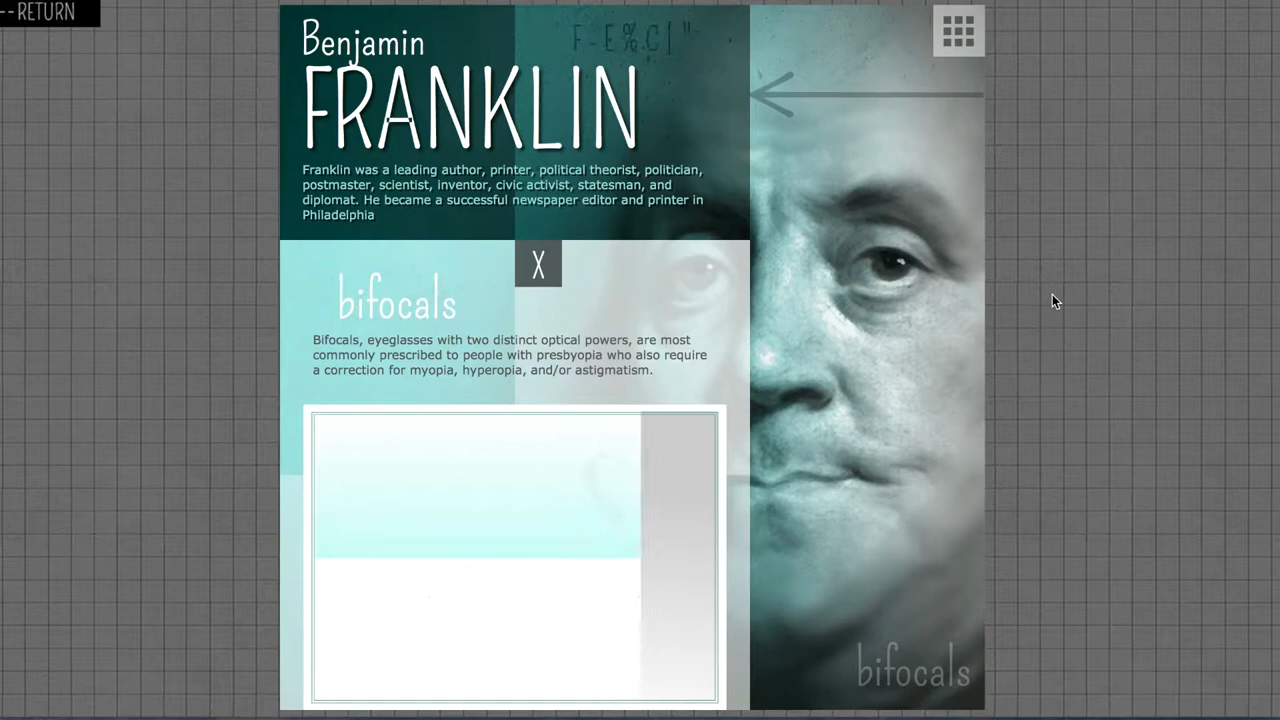 --RETURN
F-E%C["
Benjamin
FRANKLIN
Franklin was a leading author, printer, political theorist, politician,
postmaster, scientist, inventor, civic activist, statesman, and
diplomat. He became a successful newspaper editor and printer in
Philadelphia
X
bifocals
Bifocals, eyeglasses with two distinct optical powers, are most
commonly prescribed to people with presbyopia who also require
a correction for myopia, hyperopia, and/or astigmatism.
bifocals